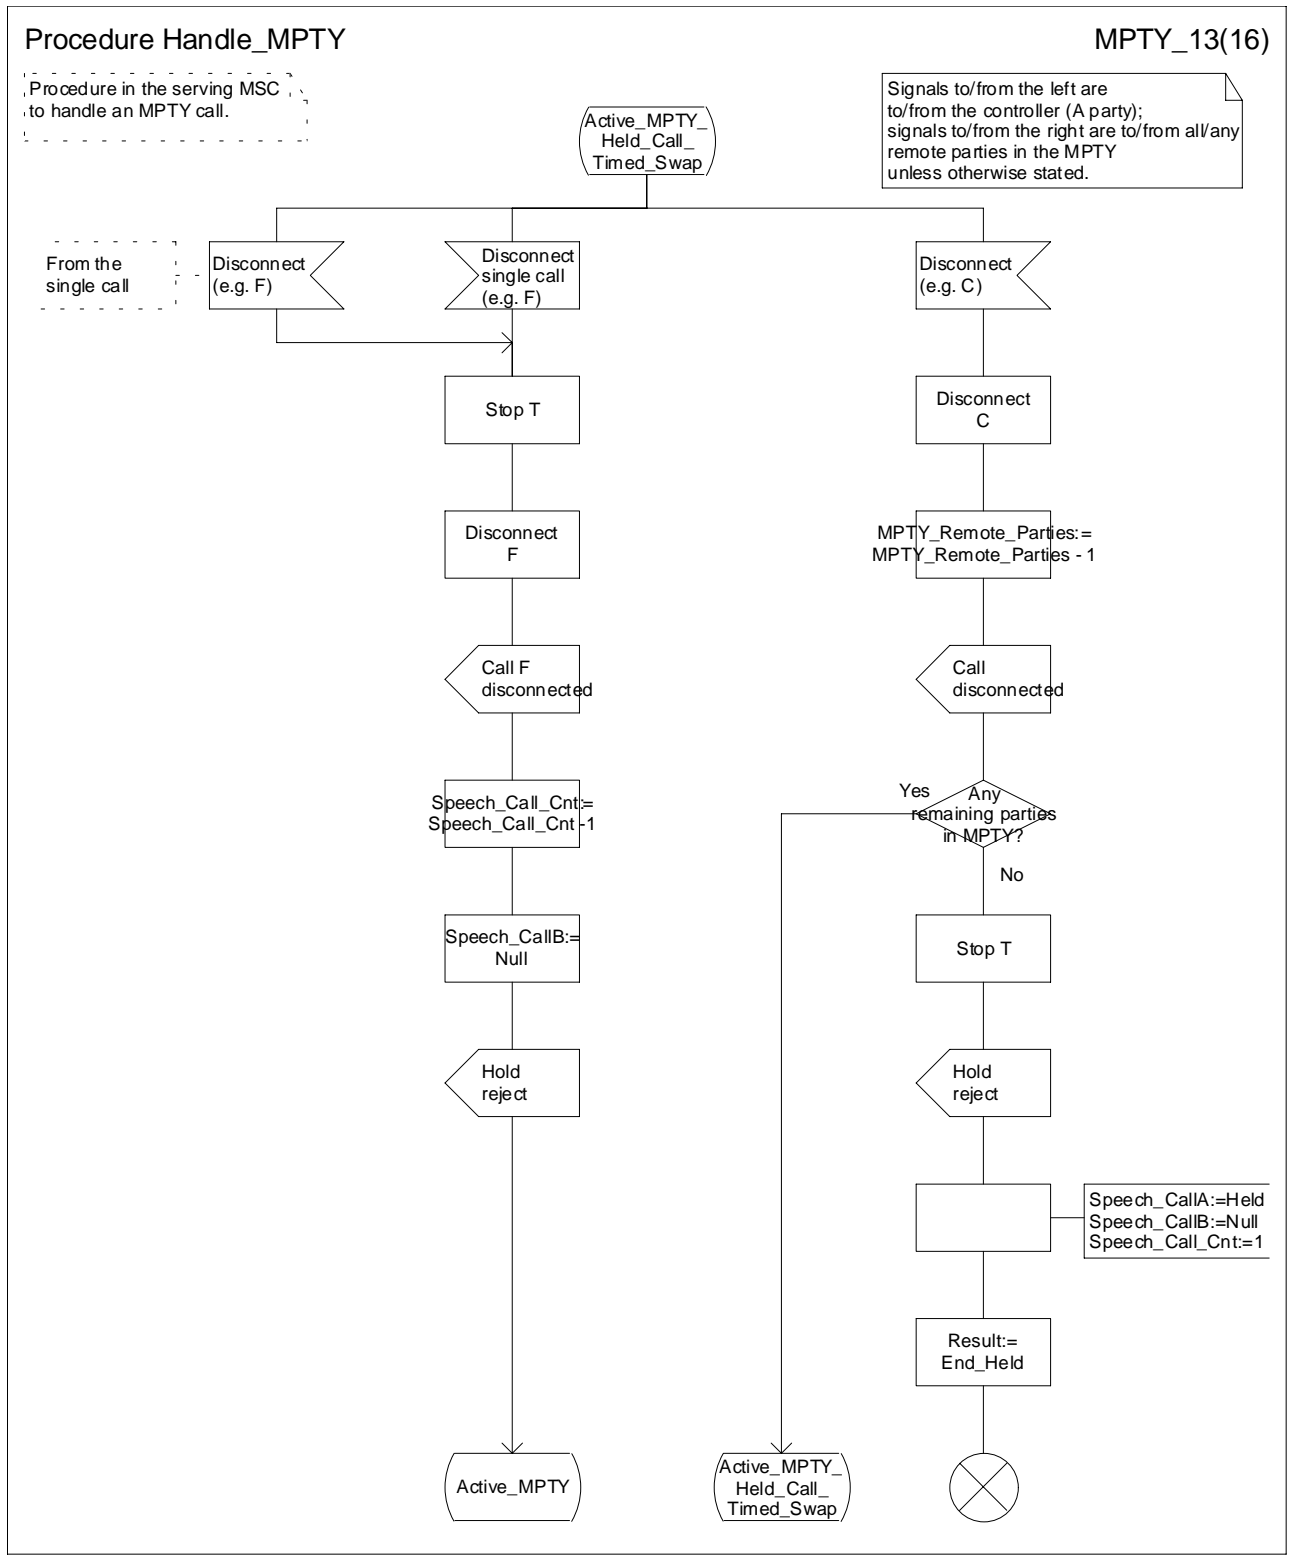 Procedure Handle_MPTY
MPTY_13(16)
Procedure in the serving MSC
to handle an MPTY call.
Signals to/from the left are
to/from the controller (A party);
signals to/from the right are to/from all/any
remote parties in the MPTY
unless otherwise stated.
Active_MPTY_
Held_Call_
Timed_Swap
From the
single call
Disconnect
(e.g. F)
Disconnect
single call
(e.g. F)
Disconnect
(e.g. C)
Stop T
Disconnect
C
Disconnect
F
MPTY_Remote_Parties:=
MPTY_Remote_Parties - 1
Call F
disconnected
Call
disconnected
Speech_Call_Cnt:=
Speech_Call_Cnt -1
Yes
Any
remaining parties
in MPTY?
No
Speech_CallB:=
Null
Stop T
Hold
reject
Hold
reject
Speech_CallA:=Held
Speech_CallB:=Null
Speech_Call_Cnt:=1
Result:=
End_Held
Active_MPTY
Active_MPTY_
Held_Call_
Timed_Swap